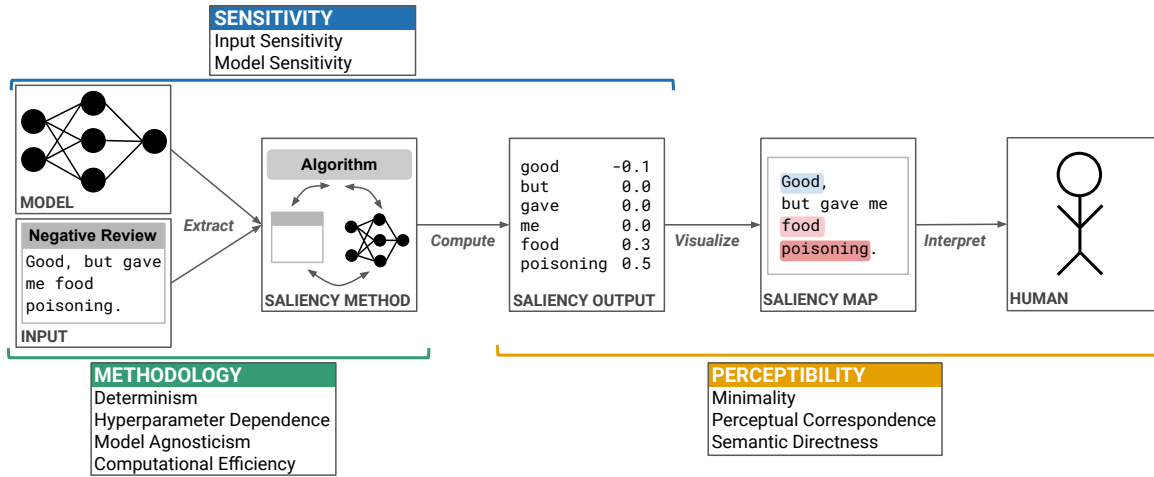 SENSITIVITY
Input Sensitivity
Model Sensitivity
MODEL
Negative Review
Good, but gave
me food
poisoning.
INPUT
Extract
Algorithm
SALIENCY METHOD
Compute
good -0.1
but 0.0
gave 0.0
me 0.0
food 0.3
poisoning 0.5
SALIENCY OUTPUT
Visualize
Good,
but gave me
food
poisoning.
SALIENCY MAP
Interpret
HUMAN
METHODOLOGY
Determinism
Hyperparameter Dependence
Model Agnosticism
Computational Efficiency
PERCEPTIBILITY
Minimality
Perceptual Correspondence
Semantic Directness